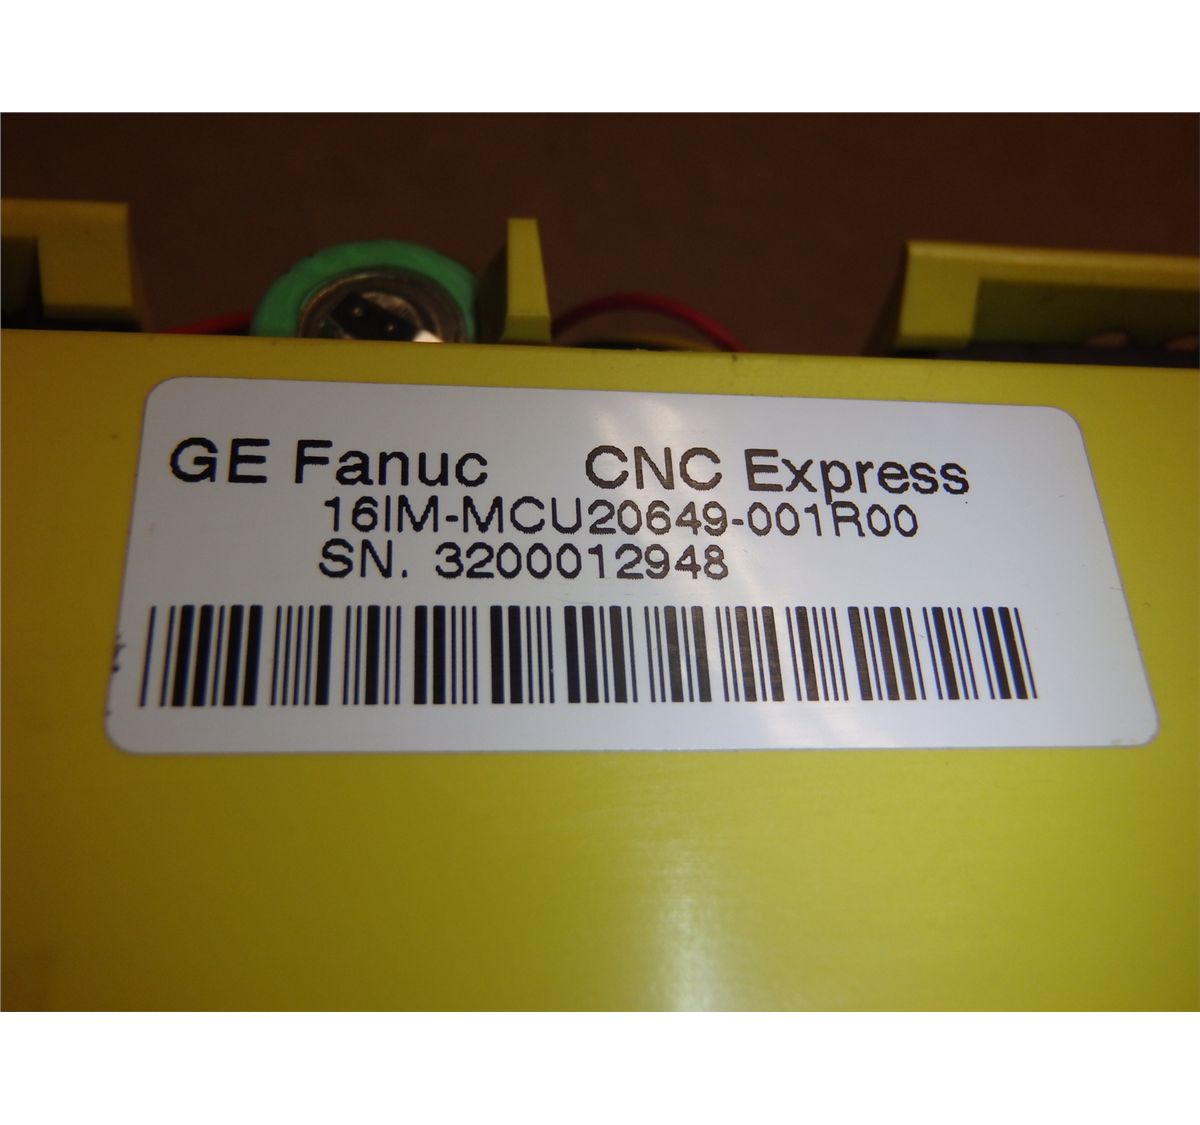 GE Fanuc CNC Express
16IM-MCU20649-001R00
SN. 3200012948